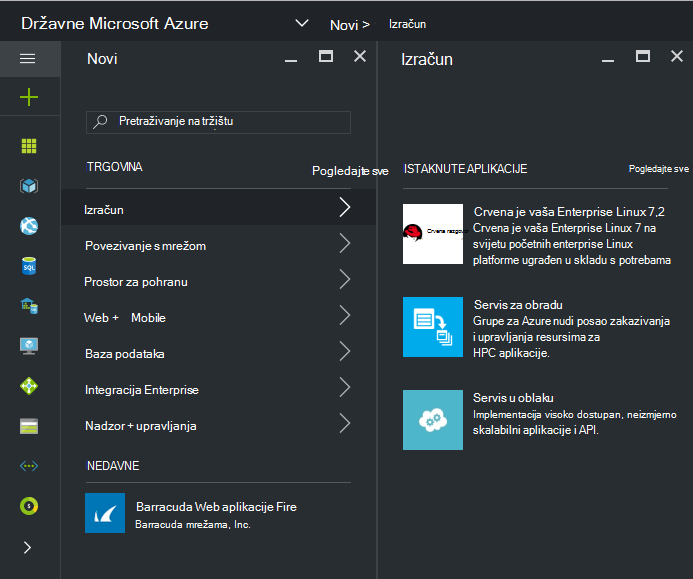 Državne Microsoft Azure
Novi >
Izračun
Novi
Izračun
Pretraživanje na tržištu
TRGOVINA
Pogledajte sve
Izračun
Povezivanje s mrežom
Prostor za pohranu
Web + Mobile
Baza podataka
Integracija Enterprise
Nadzor + upravljanja
NEDAVNE
Barracuda Web aplikacije Fire
Barracuda mrežama, Inc.
ISTAKNUTE APLIKACIJE
Pogledajte sve
Crvena razgov
Crvena je vaša Enterprise Linux 7,2
Crvena je vaša Enterprise Linux 7 na
svijetu početnih enterprise Linux
platforme ugrađen u skladu s potrebama
Servis za obradu
Grupe za Azure nudi posao zakazivanja
i upravljanja resursima za
HPC aplikacije.
Servis u oblaku
Implementacija visoko dostupan, neizmjerno
skalabilni aplikacije i API.
SQL